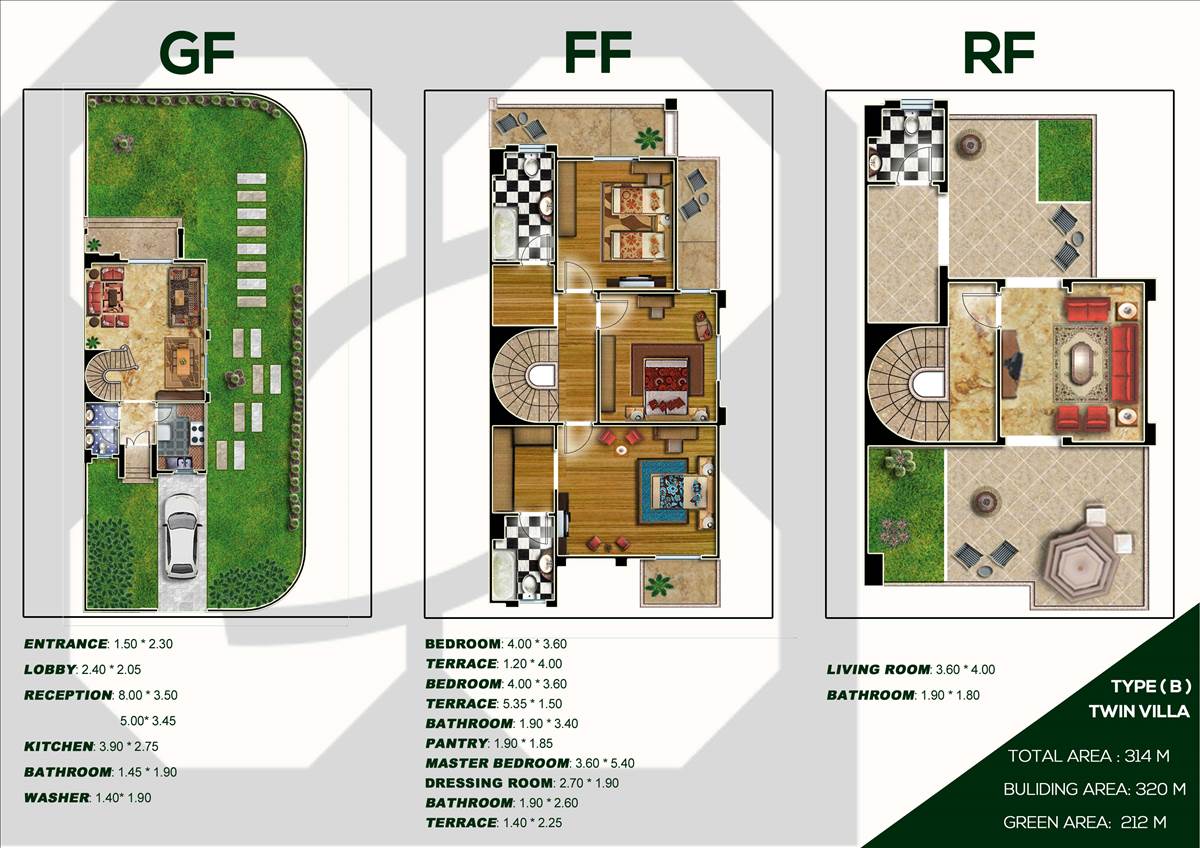 GF
ENTRANCE: 1.50 * 2.30
LOBBY: 2.40 * 2.05
RECEPTION: 8.00 * 3.50
5.00* 3.45
KITCHEN: 3.90 * 2.75
BATHROOM: 1.45 * 1.90
WASHER: 1.40* 1.90
FF
BEDROOM: 4.00 * 3.60
TERRACE: 1.20 * 4.00
BEDROOM: 4.00 * 3.60
TERRACE: 5.35 * 1.50
BATHROOM: 1.90 * 3.40
PANTRY: 1.90 * 1.85
MASTER BEDROOM: 3.60 * 5.40
DRESSING ROOM: 2.70 * 1.90
BATHROOM: 1.90 * 2.60
TERRACE: 1.40 * 2.25
RF
LIVING ROOM: 3.60 * 4.00
BATHROOM: 1.90 * 1.80
TYPE ( B )
TWIN VILLA
TOTAL AREA : 314 M
BULIDING AREA: 320 M
GREEN AREA: 212 M